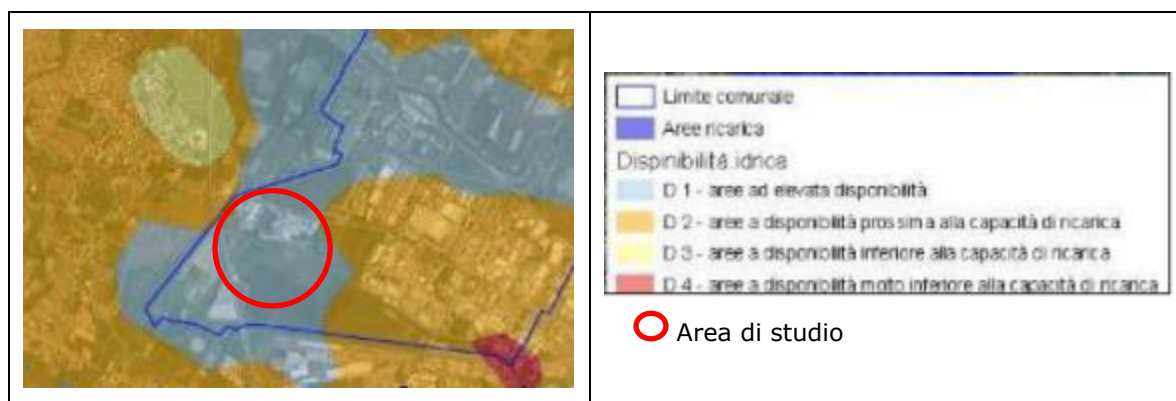 Limite comunale
Aree ricarica
Dispinibilità idrica
D 1 - aree ad elevata disponibilità
D 2 - aree a disponibilità prossima alla capacità di ricarica
D 3 - aree a disponibilità inferiore alla capacità di ricarica
D 4 - aree a disponibilità molto inferiore alla capacità di ricarica
Area di studio